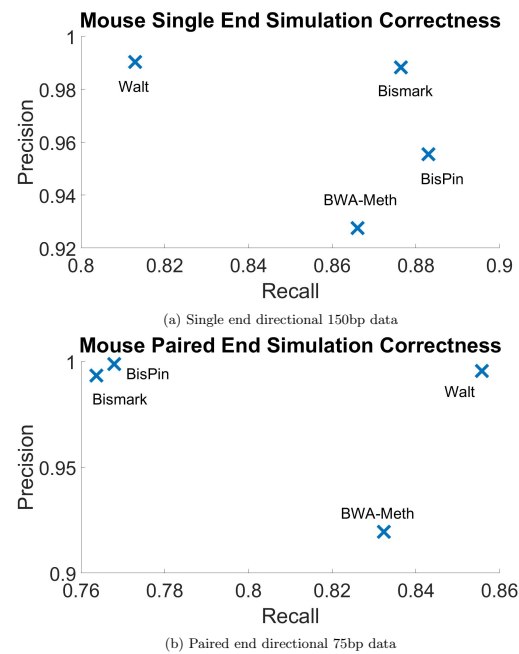 Mouse Single End Simulation Correctness
1
0.98
0.96
0.94
0.92
Precision
Walt
Bismark
BisPin
BWA-Meth
0.8 0.82 0.84 0.86 0.88 0.9
Recall
(a) Single end directional 150bp data
Mouse Paired End Simulation Correctness
1
0.95
0.9
Precision
BisPin
Bismark
Walt
BWA-Meth
0.76 0.78 0.8 0.82 0.84 0.86
Recall
(b) Paired end directional 75bp data